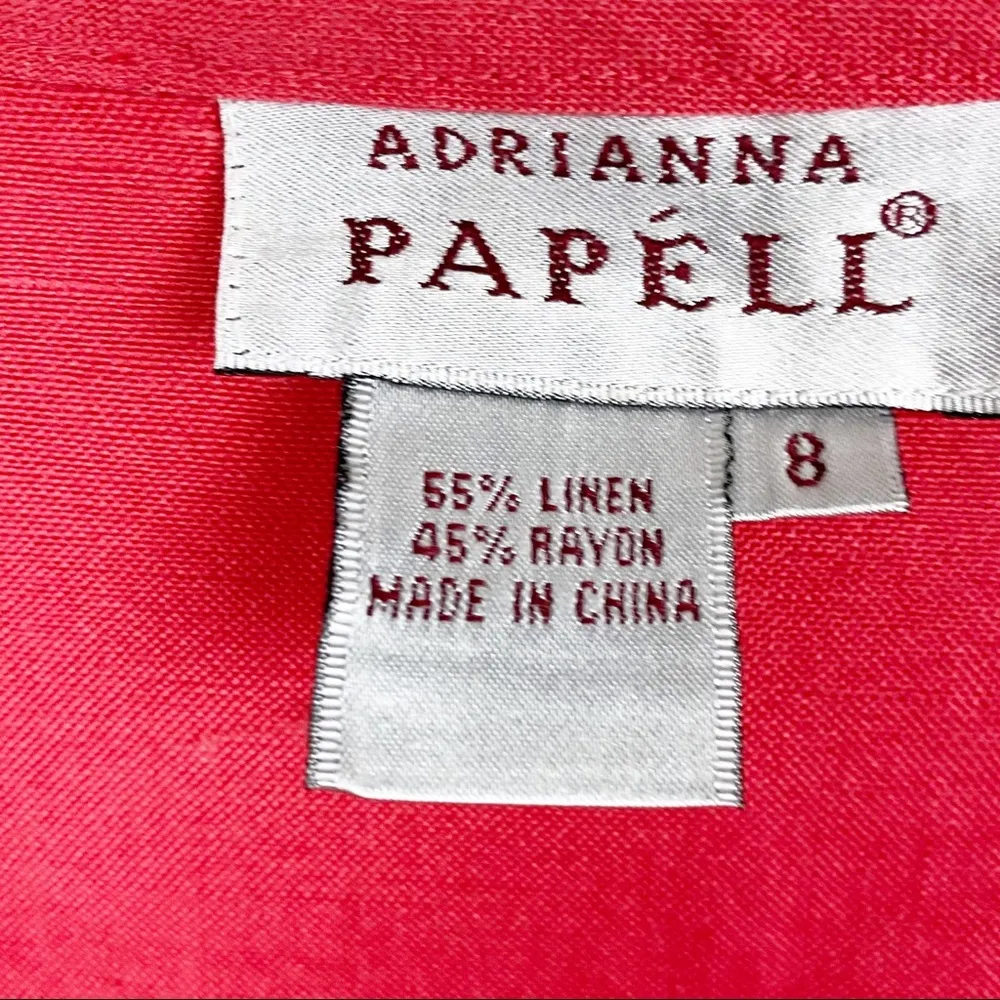 ADRIANNA
PAPÉLL®
8
55% LINEN
45% RAYON
MADE IN CHINA